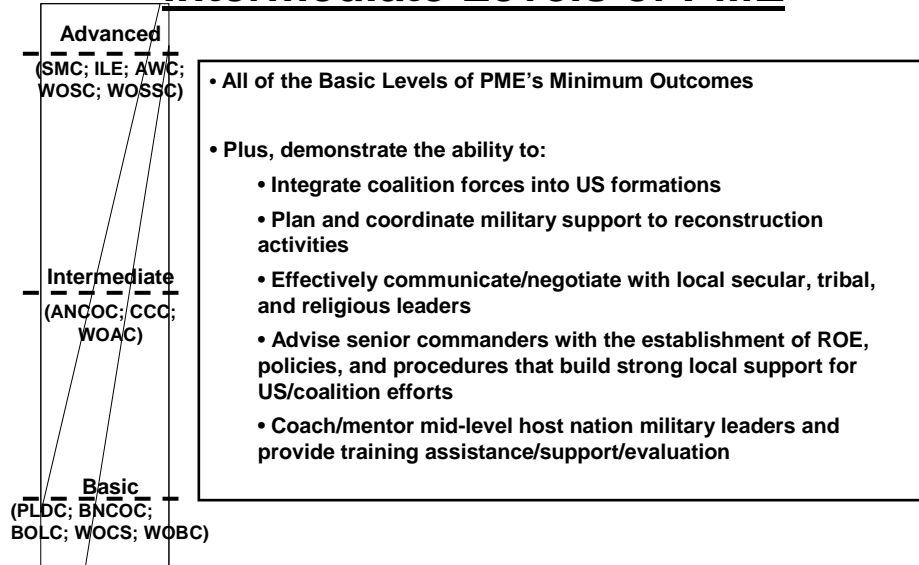 Intermediate Levels of PME
Advanced
(SMC; ILE; AWC;
WOSC; WOSSC)
Intermediate
(ANCOC; CCC;
WOAC)
Basic
(PLDC; BNCOC;
BOLC; WOCS; WOBC)
• All of the Basic Levels of PME’s Minimum Outcomes
• Plus, demonstrate the ability to:
• Integrate coalition forces into US formations
• Plan and coordinate military support to reconstruction
activities
• Effectively communicate/negotiate with local secular, tribal,
and religious leaders
• Advise senior commanders with the establishment of ROE,
policies, and procedures that build strong local support for
US/coalition efforts
• Coach/mentor mid-level host nation military leaders and
provide training assistance/support/evaluation